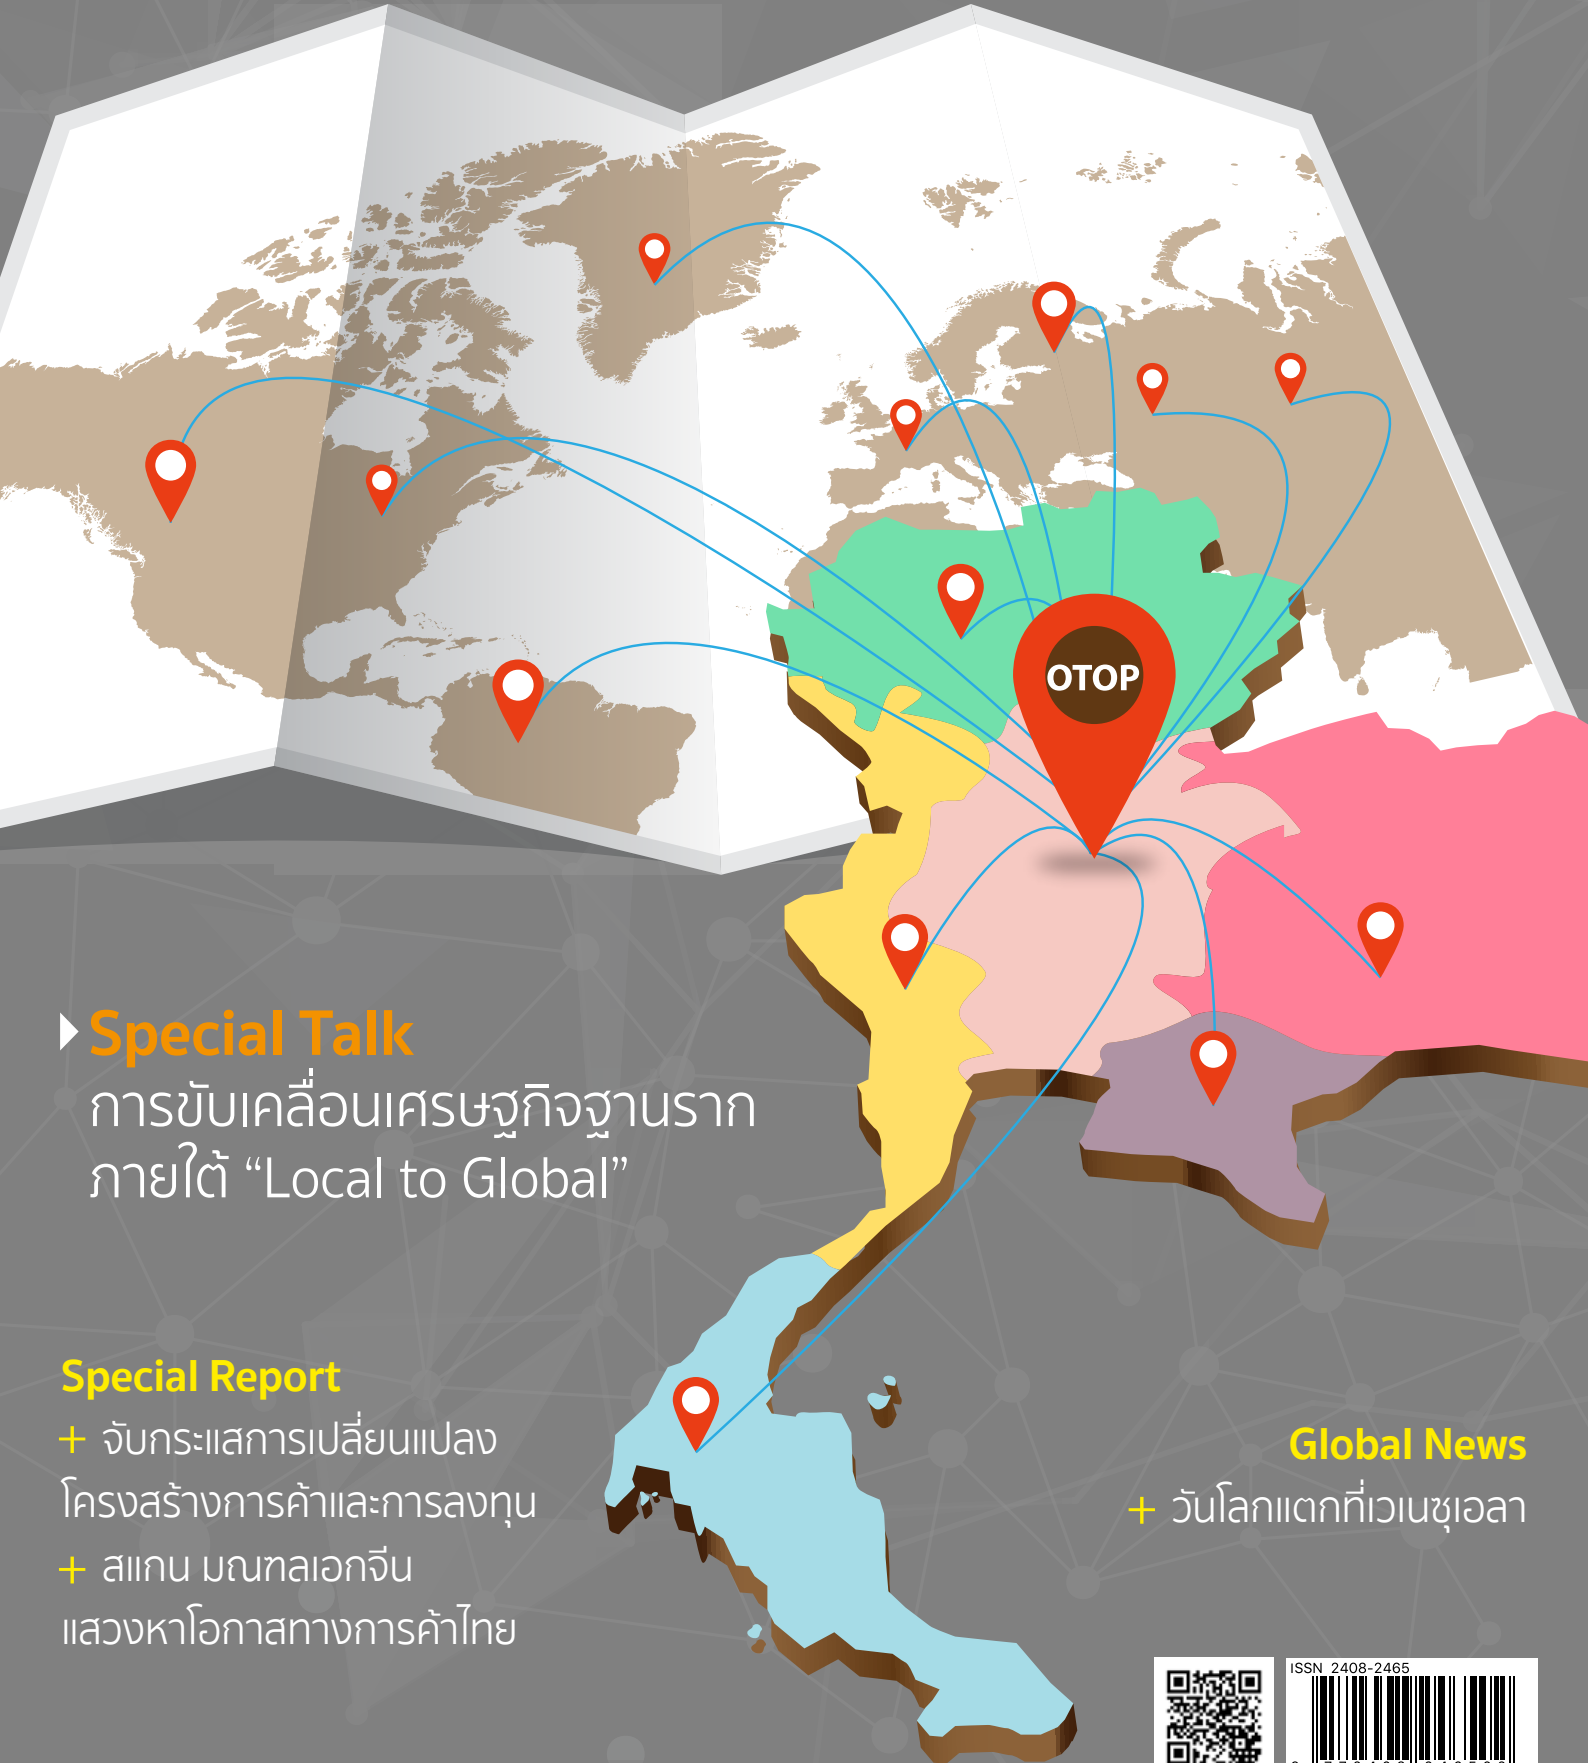 OTOP
Special Talk
การขับเคลื่อนเศรษฐกิจฐานราก
ภายใต้ “Local to Global”
Special Report
+ จับกระแสการเปลี่ยนแปลง
โครงสร้างการค้าและการลงทุน
+ สแกน มณฑลเอกจีน
แสวงหาโอกาสทางการค้าไทย
Global News
+ วันโลกแตกที่เวเนซุเอลา
ISSN 2408-2465